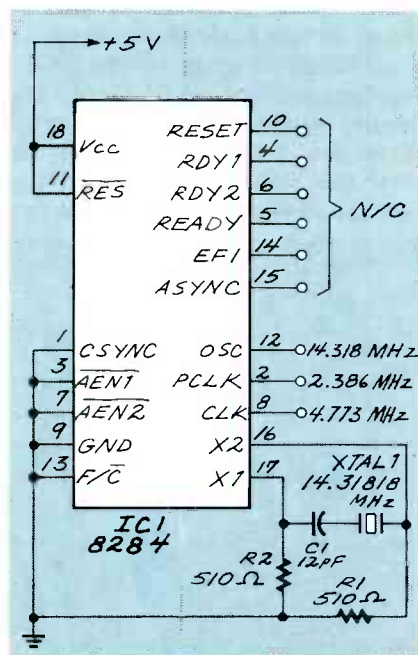 +5 V
18 Vcc
11 RES
RESET 10
RDY1 4
RDY2 6
READY 5
EFI 14
ASYNC 15
N/C
1 CSYNC
3 AEN1
7 AEN2
9 GND
13 F/C
OSC 12 14.318 MHz
PCLK 2 2.386 MHz
CLK 8 4.773 MHz
X2 16
X1 17
IC1
8284
XTAL1
14.31818
MHz
C1
12pF
R2
510Ω
R1
510Ω